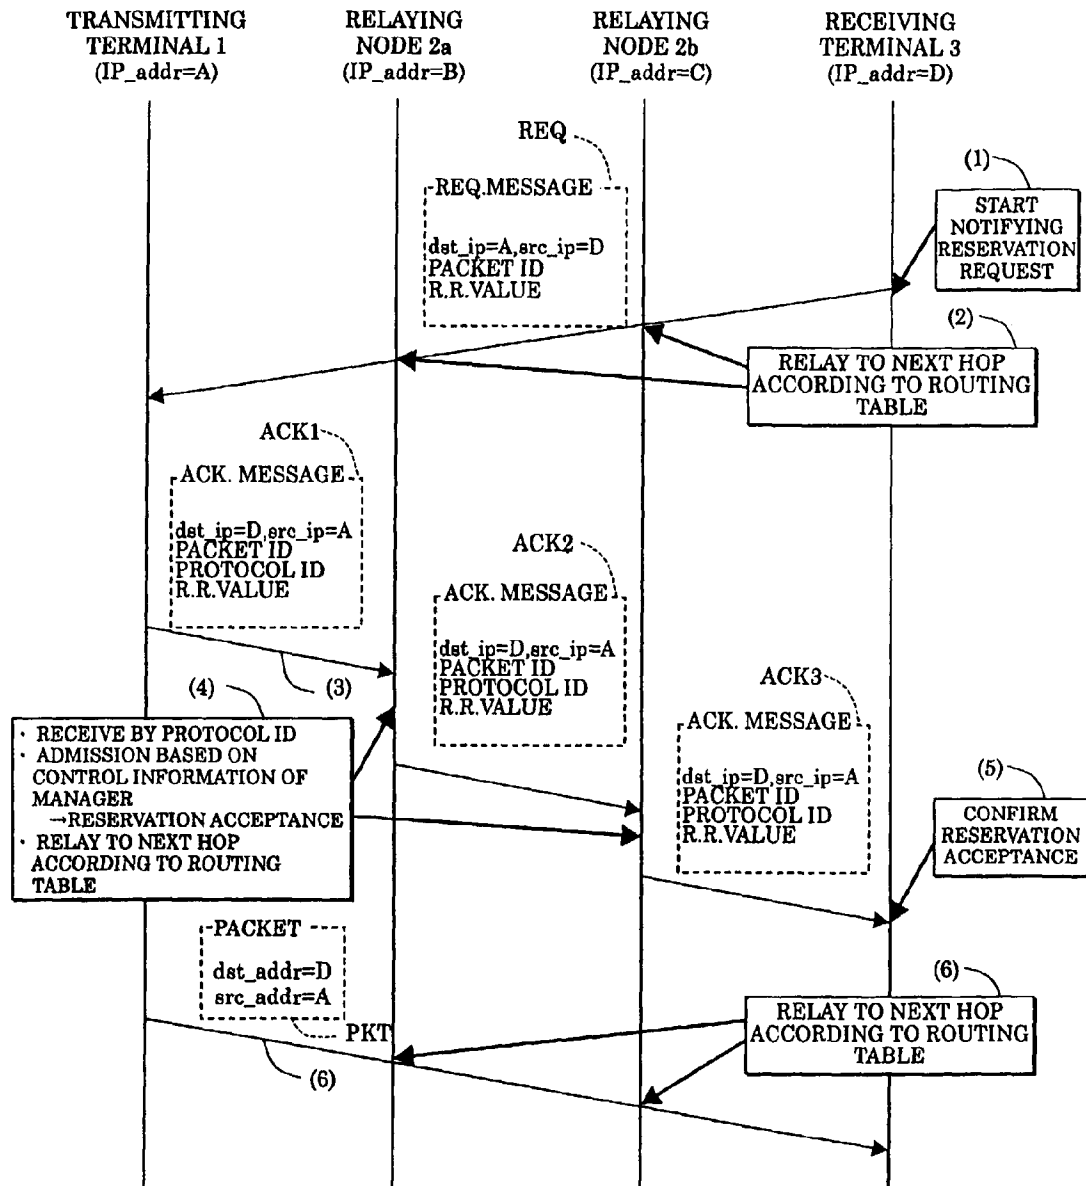 TRANSMITTING
TERMINAL 1
(IP_addr=A)
RELAYING
NODE 2a
(IP_addr=B)
RELAYING
NODE 2b
(IP_addr=C)
RECEIVING
TERMINAL 3
(IP_addr=D)
REQ
REQ.MESSAGE
dst_ip=A,src_ip=D
PACKET ID
R.R.VALUE
(1)
START
NOTIFYING
RESERVATION
REQUEST
(2)
RELAY TO NEXT HOP
ACCORDING TO ROUTING
TABLE
ACK1
ACK. MESSAGE
dst_ip=D,src_ip=A
PACKET ID
PROTOCOL ID
R.R.VALUE
(3)
ACK2
ACK. MESSAGE
dst_ip=D,src_ip=A
PACKET ID
PROTOCOL ID
R.R.VALUE
(4)
· RECEIVE BY PROTOCOL ID
· ADMISSION BASED ON
CONTROL INFORMATION OF
MANAGER
→RESERVATION ACCEPTANCE
· RELAY TO NEXT HOP
ACCORDING TO ROUTING
TABLE
ACK3
ACK. MESSAGE
dst_ip=D,src_ip=A
PACKET ID
PROTOCOL ID
R.R.VALUE
(5)
CONFIRM
RESERVATION
ACCEPTANCE
PACKET
dst_addr=D
src_addr=A
PKT
(6)
(6)
RELAY TO NEXT HOP
ACCORDING TO ROUTING
TABLE